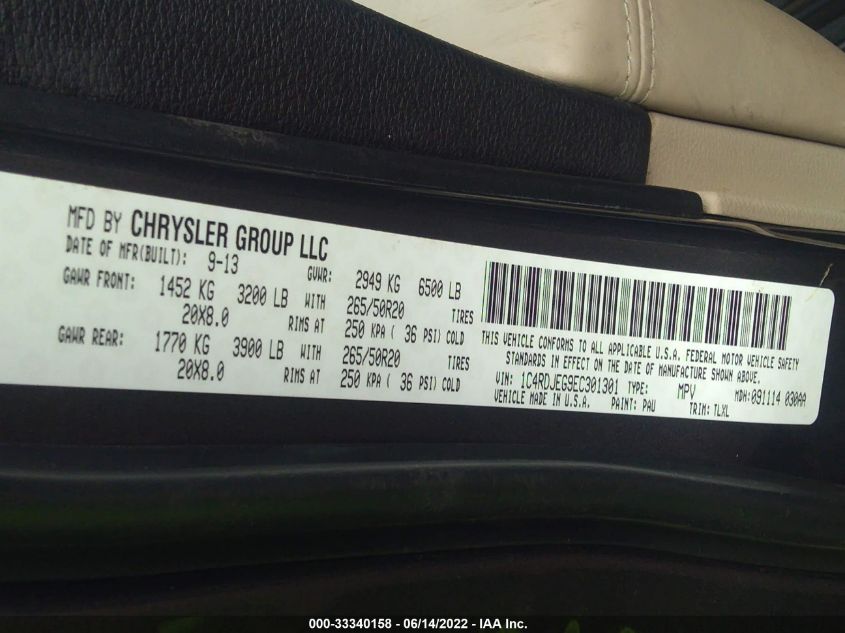 MFD BY CHRYSLER GROUP LLC
DATE OF MFR(BUILT): 9-13 GVWR: 2949 KG 6500 LB
GAWR FRONT: 1452 KG 3200 LB WITH 265/50R20 TIRES
20X8.0 RIMS AT 250 KPA ( 36 PSI) COLD
GAWR REAR: 1770 KG 3900 LB WITH 265/50R20 TIRES
20X8.0 RIMS AT 250 KPA ( 36 PSI) COLD
THIS VEHICLE CONFORMS TO ALL APPLICABLE U.S.A. FEDERAL MOTOR VEHICLE SAFETY
STANDARDS IN EFFECT ON THE DATE OF MANUFACTURE SHOWN ABOVE.
VIN: 1C4RDJEG9EC301301 TYPE: MPV MDH:091114 030AA
VEHICLE MADE IN U.S.A. PAINT: PAU TRIM: TLXL
000-33340158 - 06/14/2022 - IAA Inc.